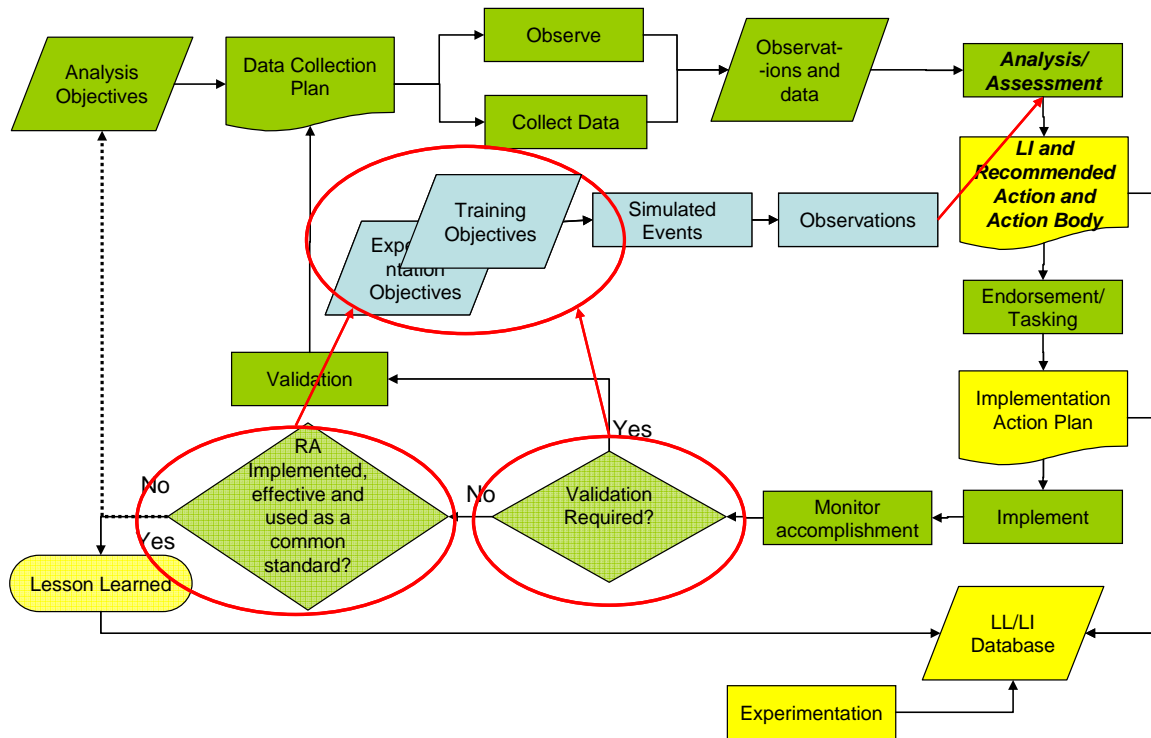 Analysis
Objectives
Data Collection
Plan
Observe
Collect Data
Observat-
-ions and
data
Analysis/
Assessment
LI and
Recommended
Action and
Action Body
Training
Objectives
Expe
ntation
Objectives
Simulated
Events
Observations
Endorsement/
Tasking
Validation
Implementation
Action Plan
Yes
RA
Implemented,
effective and
used as a
common
standard?
No
Validation
Required?
No
Monitor
accomplishment
Implement
Yes
Lesson Learned
LL/LI
Database
Experimentation